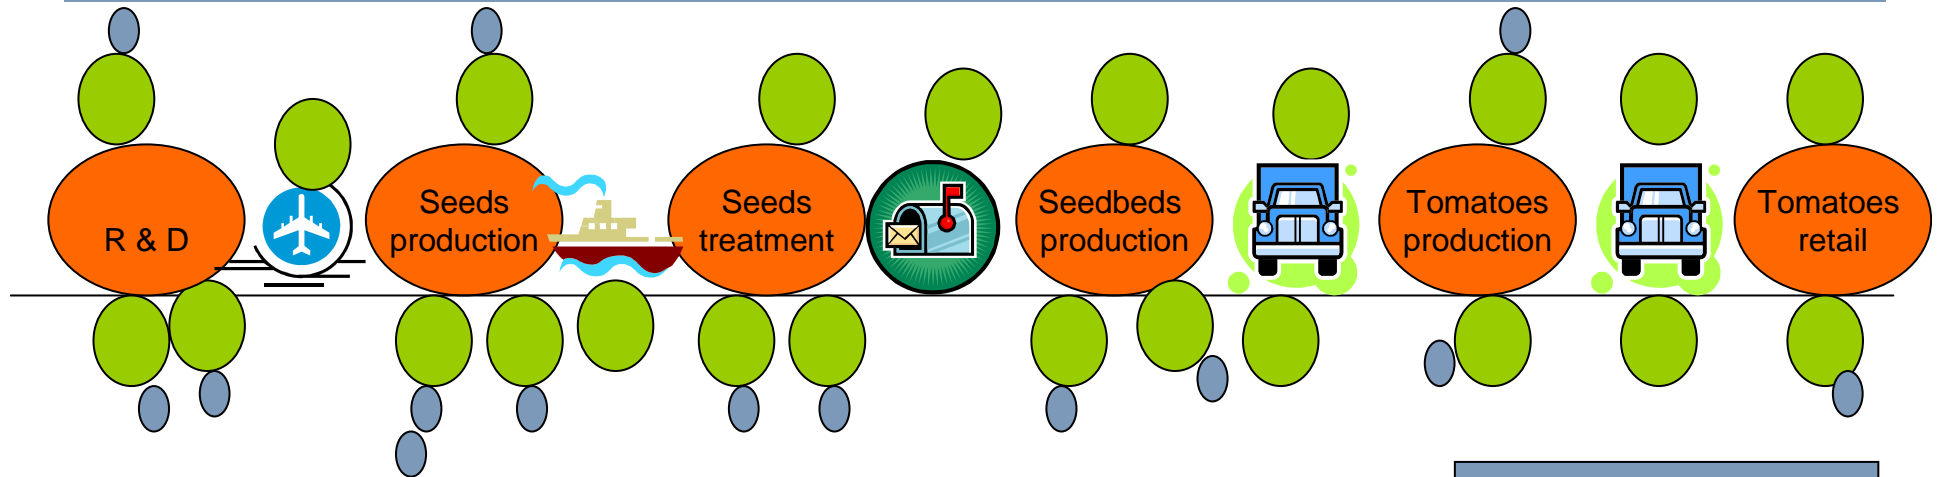 R & D
Seeds
production
Seeds
treatment
Seedbeds
production
Tomatoes
production
Tomatoes
retail